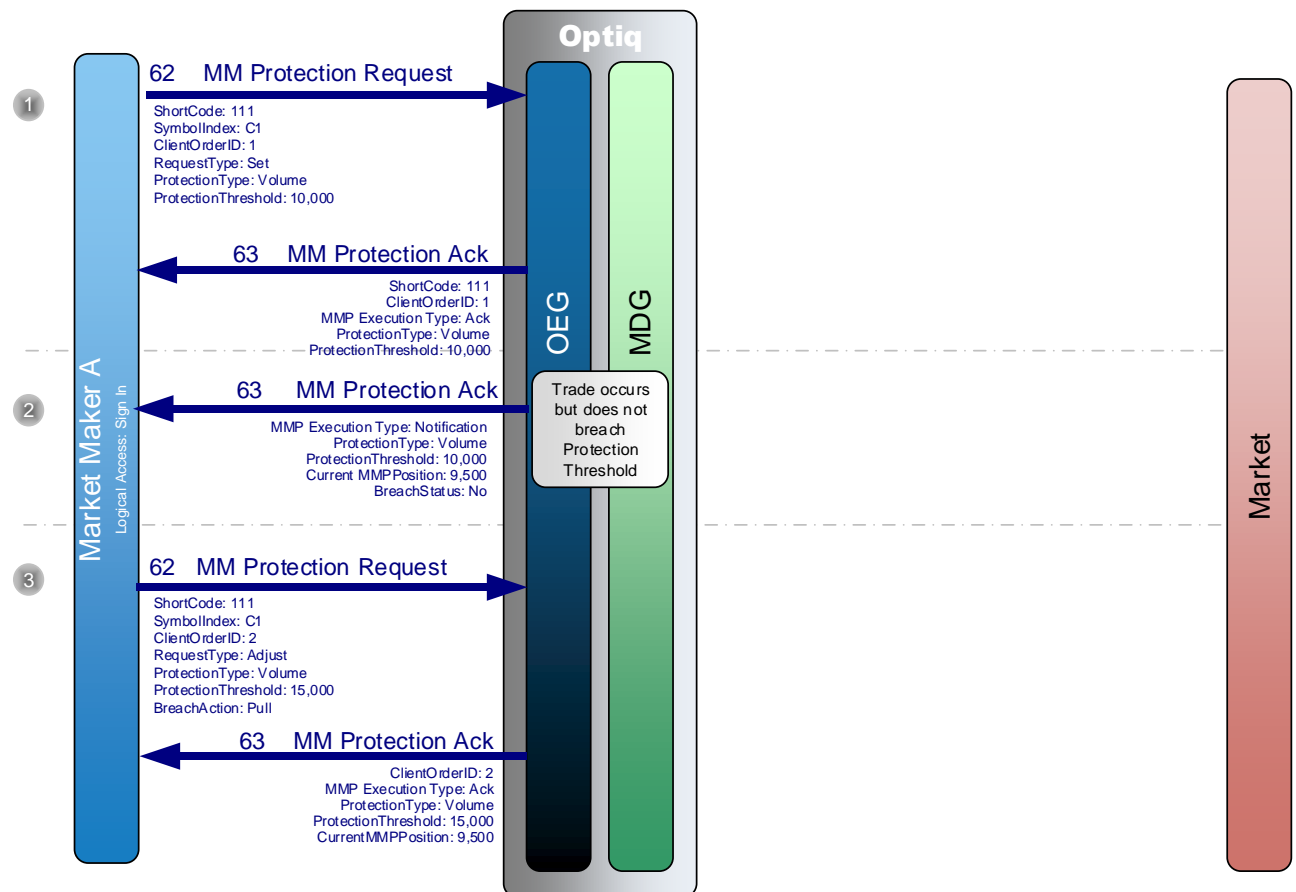 Optiq
1
62 MM Protection Request
ShortCode: 111
SymbolIndex: C1
ClientOrderID: 1
RequestType: Set
ProtectionType: Volume
ProtectionThreshold: 10,000
63 MM Protection Ack
ShortCode: 111
ClientOrderID: 1
MMP Execution Type: Ack
ProtectionType: Volume
ProtectionThreshold: 10,000
OEG
MDG
Market Maker A
Logical Access: Sign In
Market
2
63 MM Protection Ack
MMP Execution Type: Notification
ProtectionType: Volume
ProtectionThreshold: 10,000
Current MMPPosition: 9,500
BreachStatus: No
Trade occurs
but does not
breach
Protection
Threshold
3
62 MM Protection Request
ShortCode: 111
SymbolIndex: C1
ClientOrderID: 2
RequestType: Adjust
ProtectionType: Volume
ProtectionThreshold: 15,000
BreachAction: Pull
63 MM Protection Ack
ClientOrderID: 2
MMP Execution Type: Ack
ProtectionType: Volume
ProtectionThreshold: 15,000
CurrentMMPPosition: 9,500